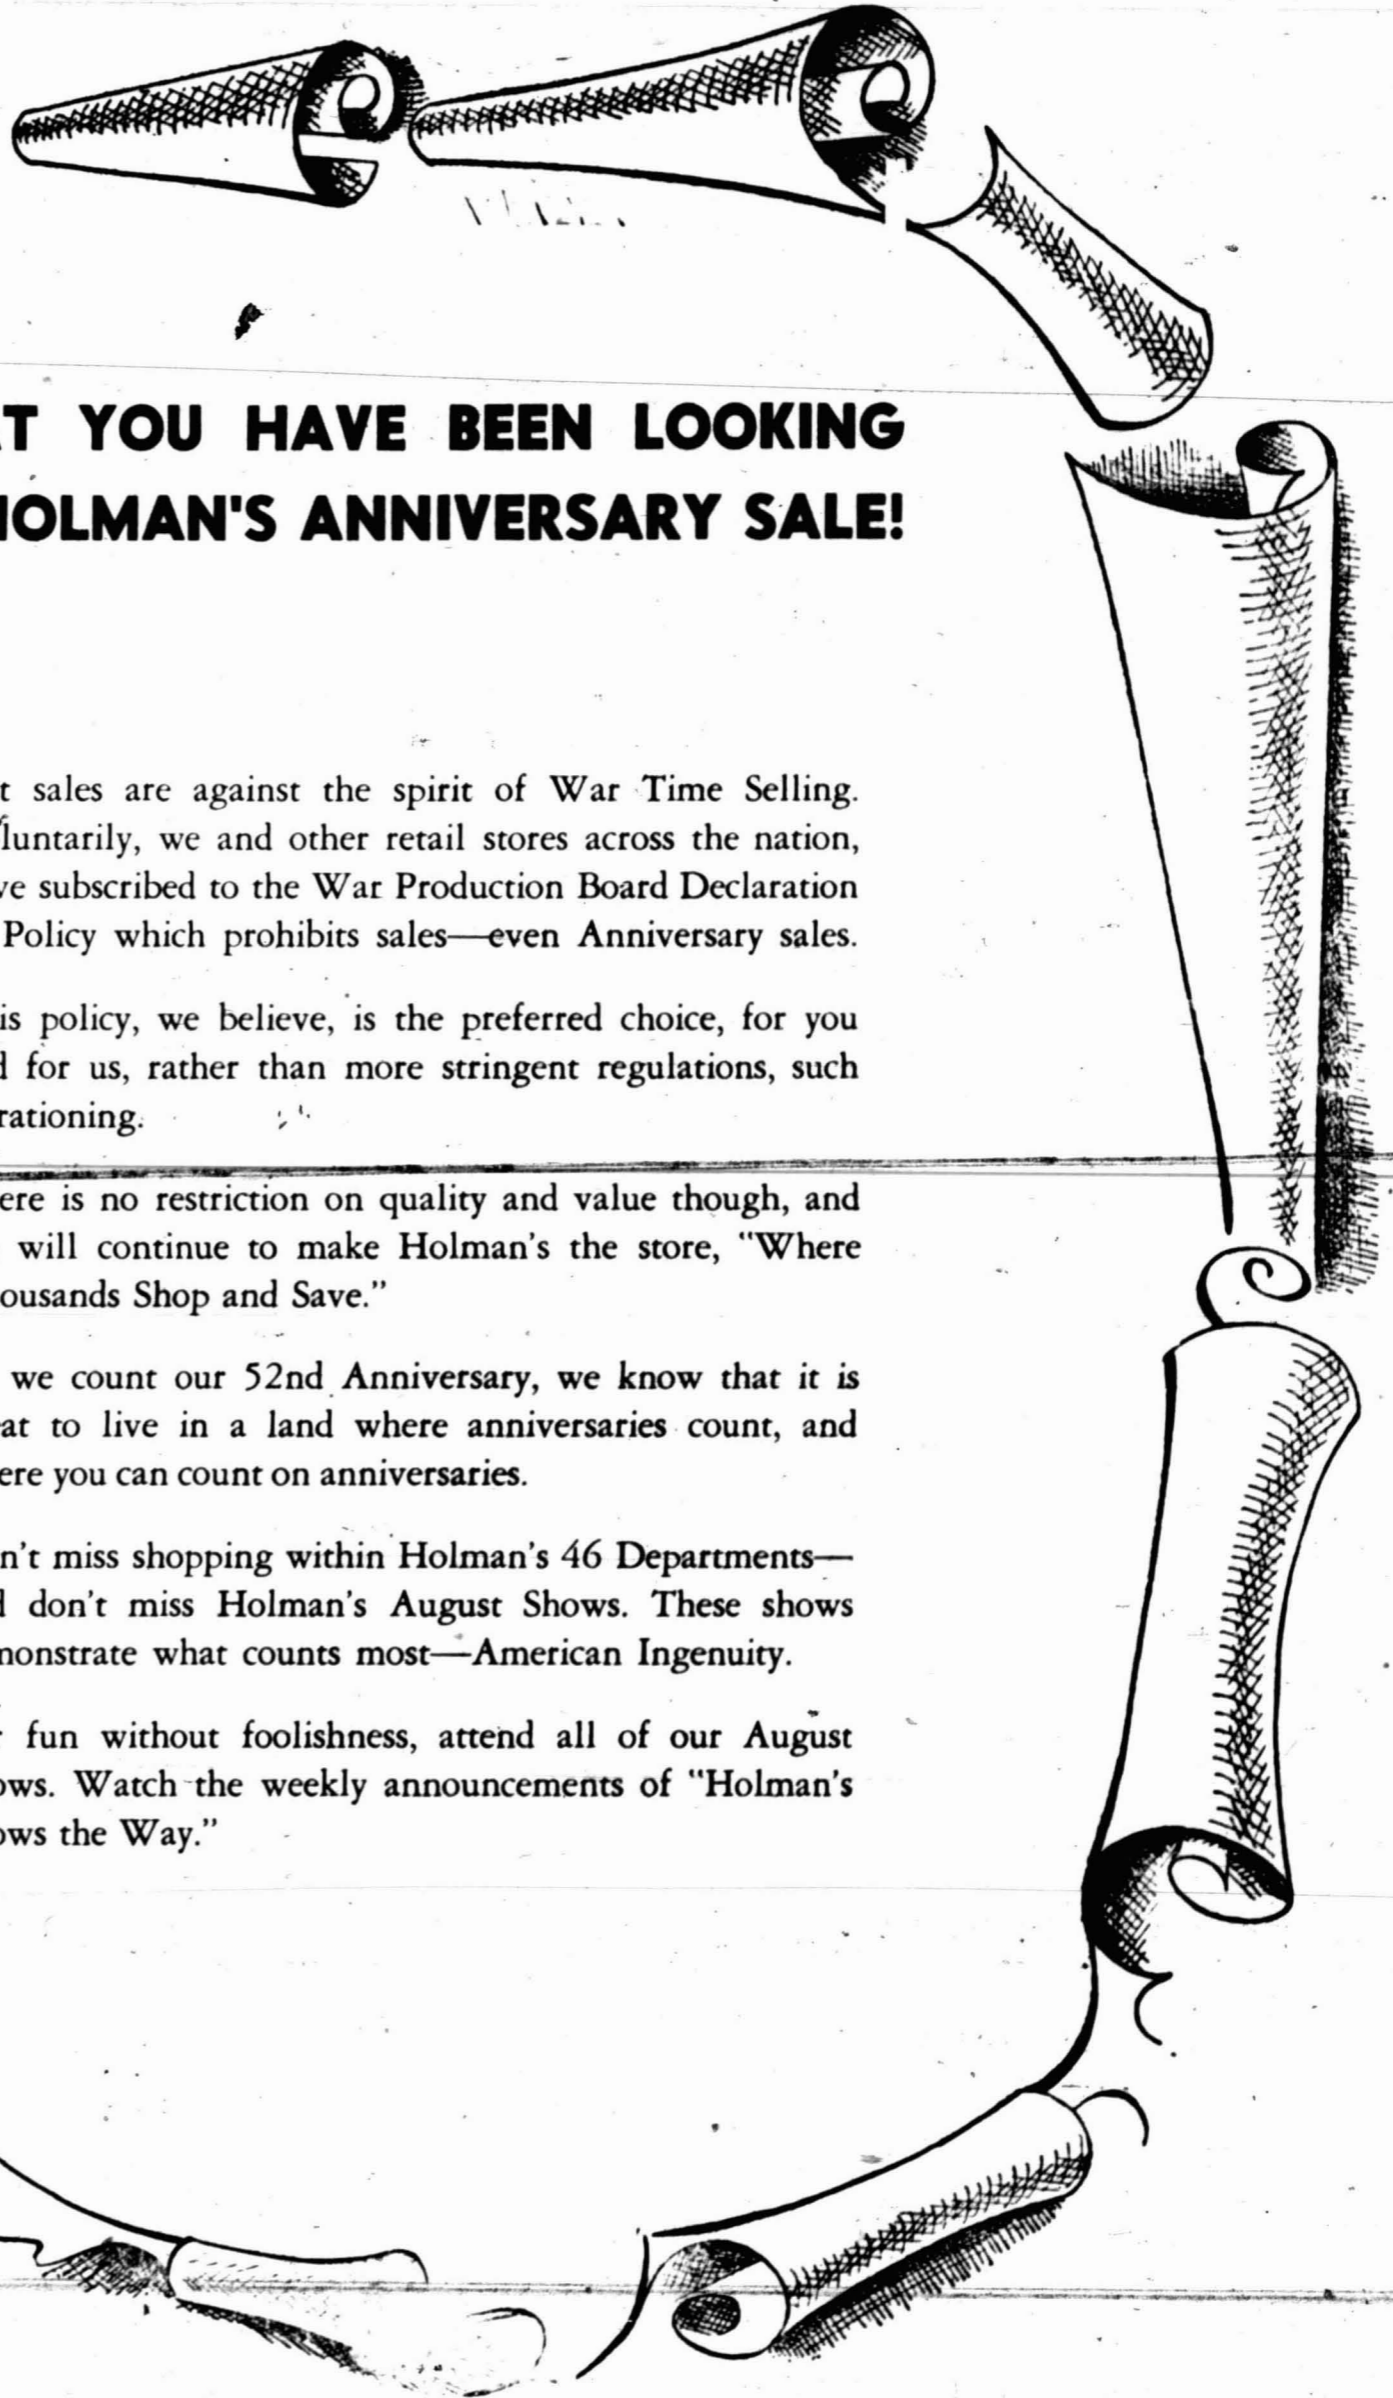 AT YOU HAVE BEEN LOOKING
HOLMAN'S ANNIVERSARY SALE!
t sales are against the spirit of War Time Selling.
luntarily, we and other retail stores across the nation,
ve subscribed to the War Production Board Declaration
Policy which prohibits sales—even Anniversary sales.
is policy, we believe, is the preferred choice, for you
d for us, rather than more stringent regulations, such
rationing.
ere is no restriction on quality and value though, and
will continue to make Holman's the store, "Where
ousands Shop and Save."
we count our 52nd Anniversary, we know that it is
eat to live in a land where anniversaries count, and
ere you can count on anniversaries.
n't miss shopping within Holman's 46 Departments—
d don't miss Holman's August Shows. These shows
monstrate what counts most—American Ingenuity.
r fun without foolishness, attend all of our August
ows. Watch the weekly announcements of "Holman's
ows the Way."